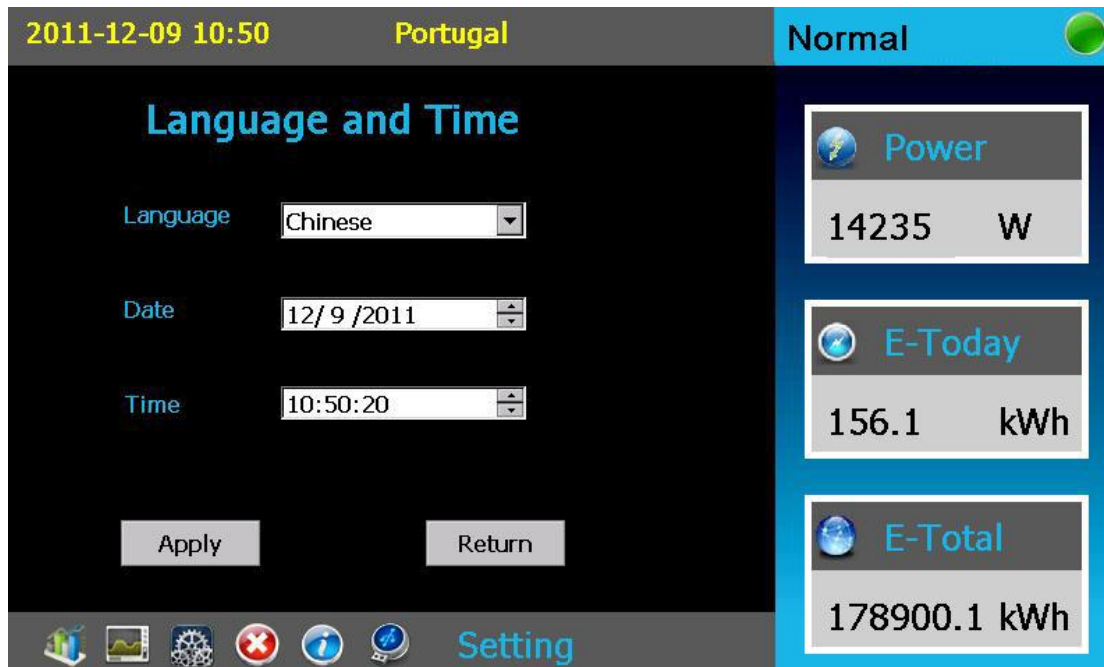 2011-12-09 10:50 Portugal
Normal
Language and Time
Language Chinese
Date 12/ 9 /2011
Time 10:50:20
Apply Return
Setting
Power
14235 W
E-Today
156.1 kWh
E-Total
178900.1 kWh